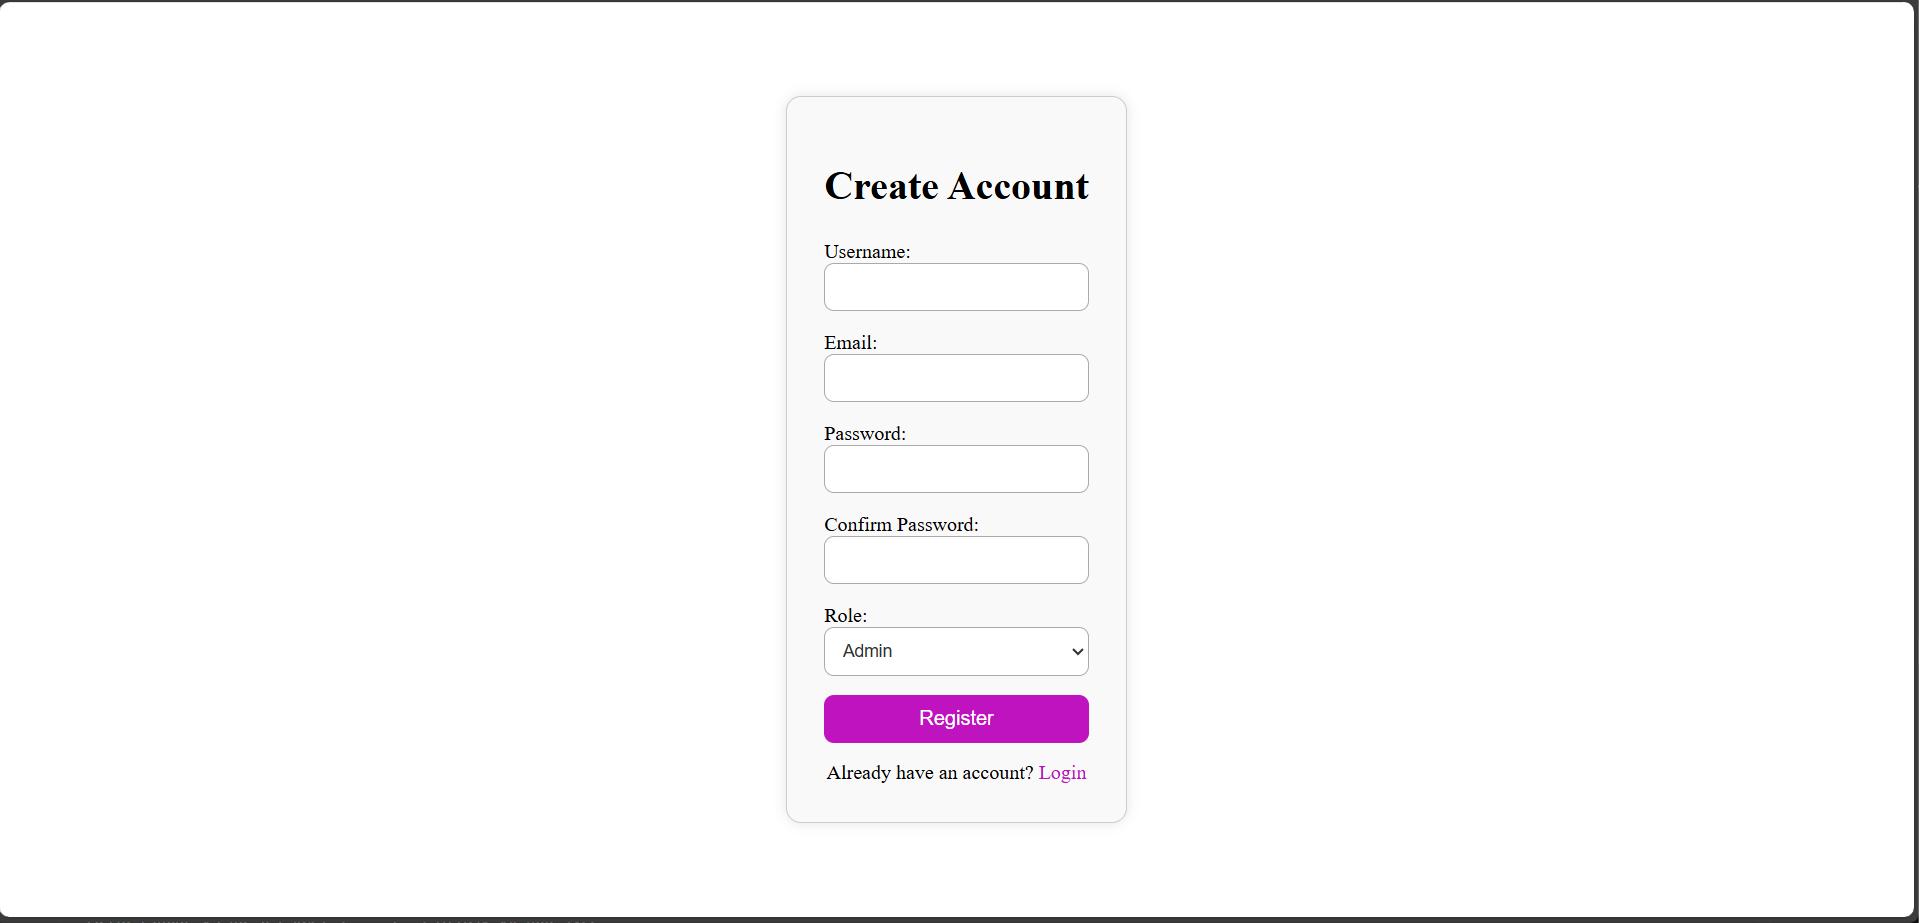 Create Account
Username:
Email:
Password:
Confirm Password:
Role:
Admin
Register
Already have an account? Login